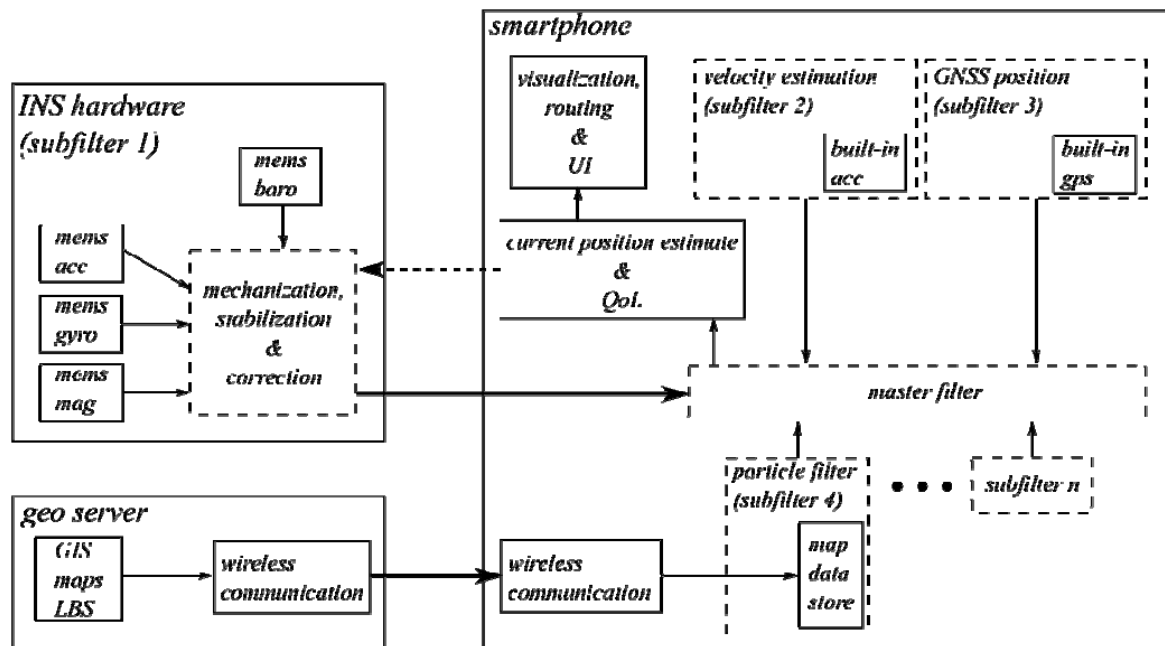 smartphone
INS hardware
(subfilter 1)
mems
baro
mems
acc
mems
gyro
mems
mag
mechanization,
stabilization
&
correction
visualization,
routing
&
UI
velocity estimation
(subfilter 2)
built-in
acc
GNSS position
(subfilter 3)
built-in
gps
current position estimate
&
QoL
master filter
particle filter
(subfilter 4)
map
data
store
subfilter n
geo server
GIS
maps
LBS
wireless
communication
wireless
communication